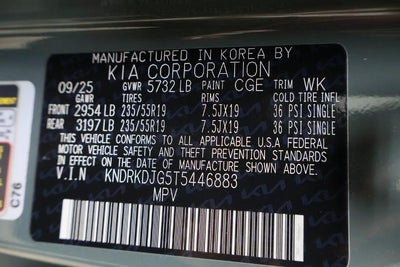 MANUFACTURED IN KOREA BY
KIA CORPORATION
09/25 GVWR 5732 LB PAINT CGE TRIM WK
GAWR TIRES RIMS COLD TIRE INFL
FRONT 2954 LB 235/55R19 7.5JX19 36 PSI SINGLE
REAR 3197 LB 235/55R19 7.5JX19 36 PSI SINGLE
THIS VEHICLE CONFORMS TO ALL APPLICABLE U.S.A FEDERAL
MOTOR VEHICLE SAFETY AND THEFT PREVENTION STANDARDS
IN EFFECT ON THE DATE OF MANUFACTURE SHOWN ABOVE.
V.I.N KNDRKDJG5T5446883
MPV
C76